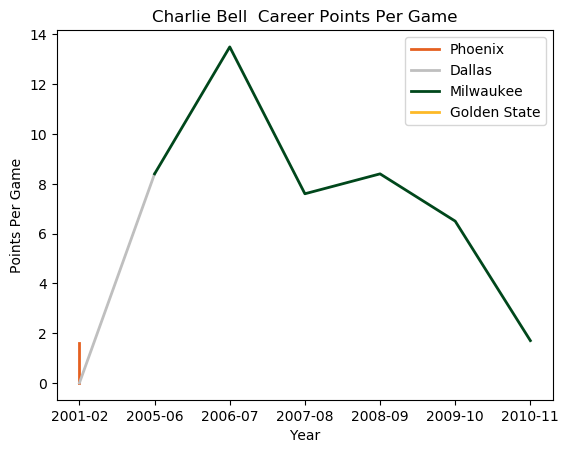 Charlie Bell  Career Points Per Game
14
12
10
8
6
4
2
0
Points Per Game
Phoenix
Dallas
Milwaukee
Golden State
2001-02 2005-06 2006-07 2007-08 2008-09 2009-10 2010-11
Year